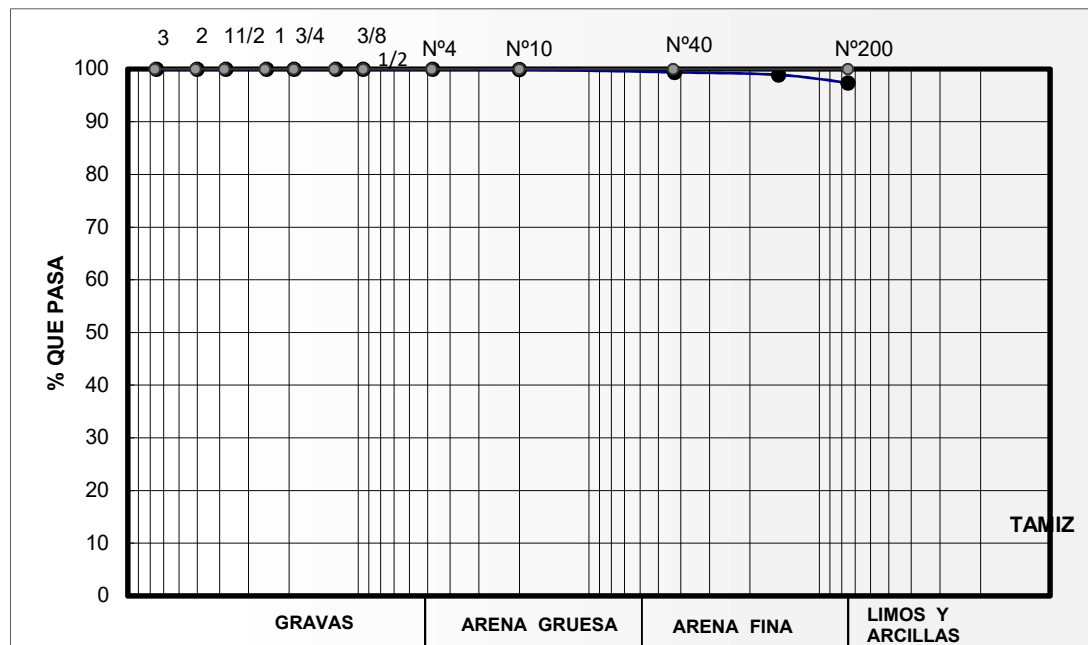 3 2 11/2 1 3/4 3/8 1/2 Nº4 Nº10 Nº40 Nº200
100
90
80
70
60
50
40
30
20
10
0
% QUE PASA
TAMIZ
GRAVAS
ARENA GRUESA
ARENA FINA
LIMOS Y
ARCILLAS